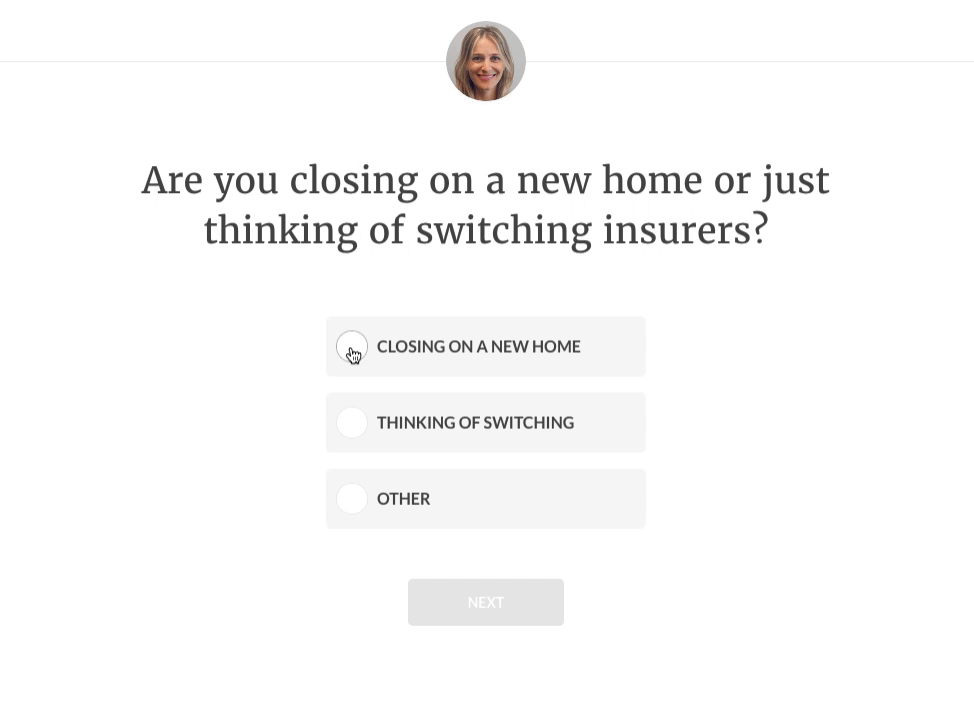 Are you closing on a new home or just
thinking of switching insurers?
CLOSING ON A NEW HOME
THINKING OF SWITCHING
OTHER
NEXT